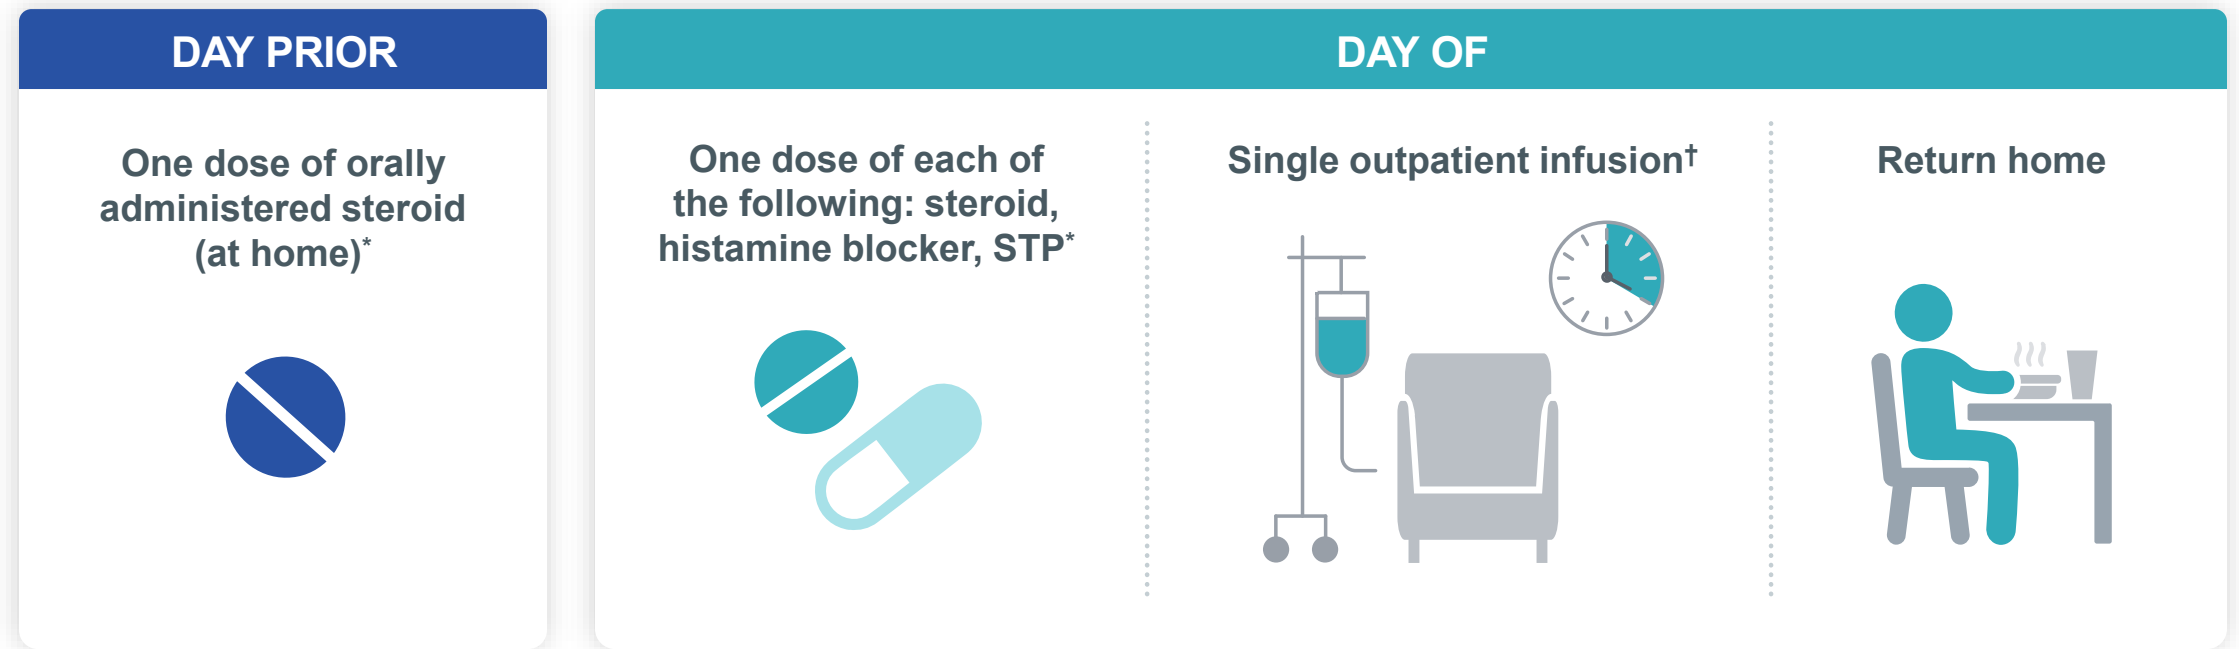 DAY PRIOR
One dose of orally
administered steroid
(at home)*
DAY OF
One dose of each of
the following: steroid,
histamine blocker, STP*
Single outpatient infusion†
Return home